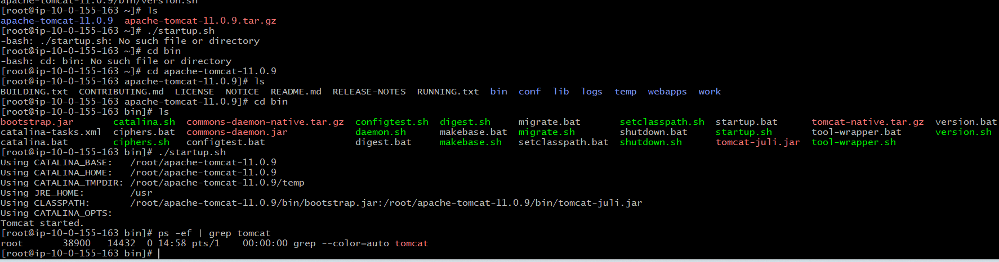 apache-tomcat-11.0.9/bin/version.sh
[root@ip-10-0-155-163 ~]# ls
apache-tomcat-11.0.9  apache-tomcat-11.0.9.tar.gz
[root@ip-10-0-155-163 ~]# ./startup.sh
-bash: ./startup.sh: No such file or directory
[root@ip-10-0-155-163 ~]# cd bin
-bash: cd: bin: No such file or directory
[root@ip-10-0-155-163 ~]# cd apache-tomcat-11.0.9
[root@ip-10-0-155-163 apache-tomcat-11.0.9]# ls
BUILDING.txt  CONTRIBUTING.md  LICENSE  NOTICE  README.md  RELEASE-NOTES  RUNNING.txt  bin  conf  lib  logs  temp  webapps  work
[root@ip-10-0-155-163 apache-tomcat-11.0.9]# cd bin
[root@ip-10-0-155-163 bin]# ls
bootstrap.jar       catalina.sh  commons-daemon-native.tar.gz  configtest.sh  digest.sh    migrate.bat      setclasspath.sh  startup.bat      tomcat-native.tar.gz  version.bat
catalina-tasks.xml  ciphers.bat  commons-daemon.jar            daemon.sh      makebase.bat  migrate.sh       shutdown.bat     startup.sh       tool-wrapper.bat      version.sh
catalina.bat        ciphers.sh   configtest.bat                digest.bat     makebase.sh   setclasspath.bat  shutdown.sh      tomcat-juli.jar  tool-wrapper.sh
[root@ip-10-0-155-163 bin]# ./startup.sh
Using CATALINA_BASE:   /root/apache-tomcat-11.0.9
Using CATALINA_HOME:   /root/apache-tomcat-11.0.9
Using CATALINA_TMPDIR: /root/apache-tomcat-11.0.9/temp
Using JRE_HOME:        /usr
Using CLASSPATH:       /root/apache-tomcat-11.0.9/bin/bootstrap.jar:/root/apache-tomcat-11.0.9/bin/tomcat-juli.jar
Using CATALINA_OPTS:
Tomcat started.
[root@ip-10-0-155-163 bin]# ps -ef | grep tomcat
root       38900   14432  0 14:58 pts/1    00:00:00 grep --color=auto tomcat
[root@ip-10-0-155-163 bin]#